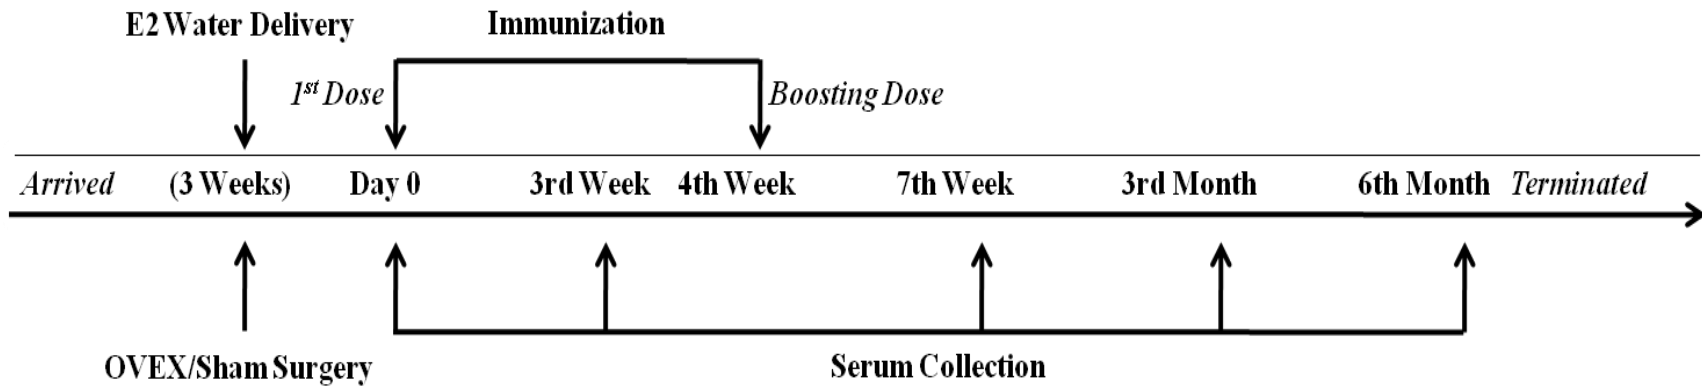 E2 Water Delivery
Immunization
1st Dose
Boosting Dose
Arrived (3 Weeks) Day 0 3rd Week 4th Week 7th Week 3rd Month 6th Month Terminated
OVEX/Sham Surgery
Serum Collection